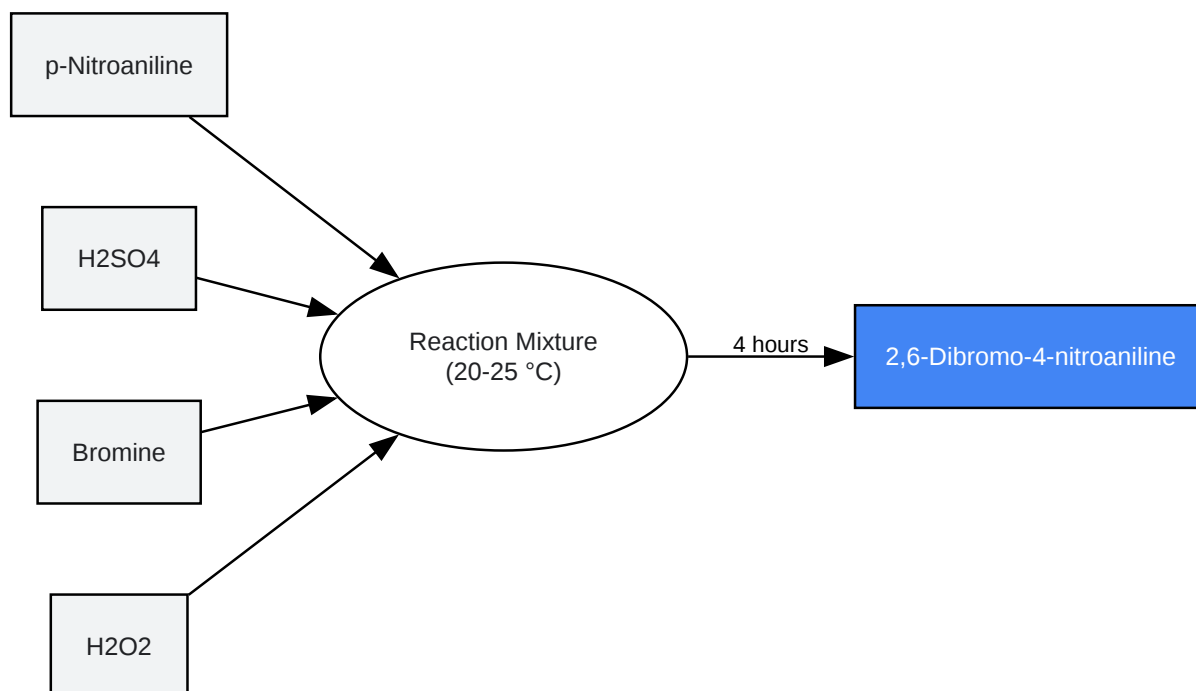 p-Nitroaniline
H2SO4
Bromine
H2O2
Reaction Mixture
(20-25 °C)
4 hours
2,6-Dibromo-4-nitroaniline